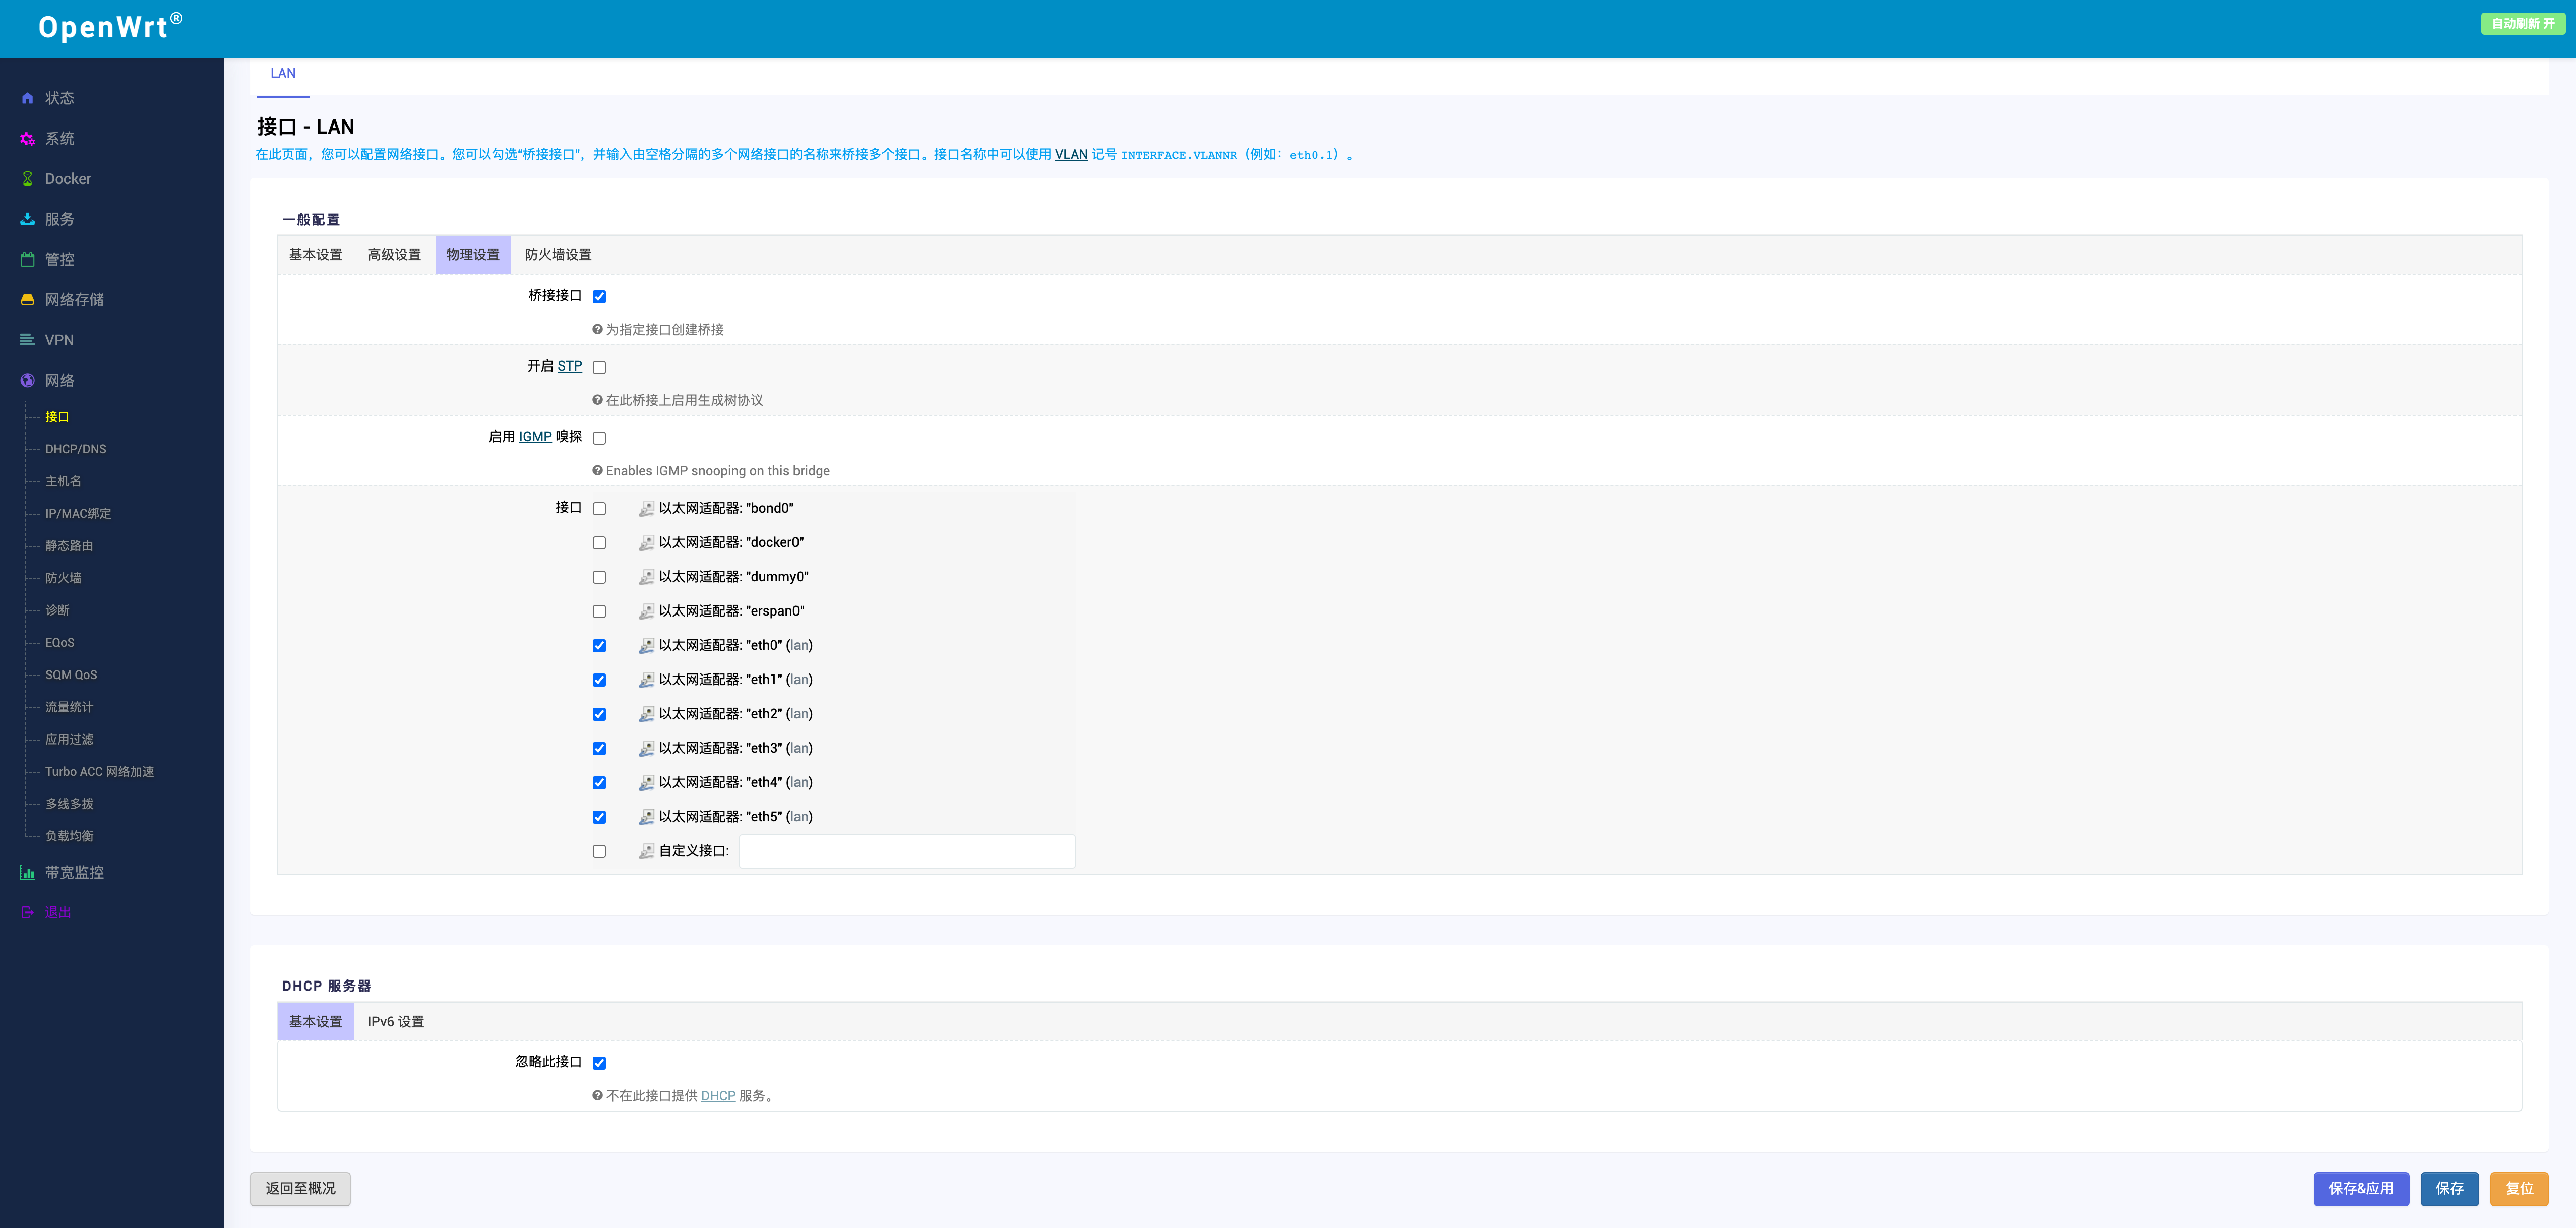 OpenWrt®
自动刷新 开
状态
系统
Docker
服务
管控
网络存储
VPN
网络
接口
DHCP/DNS
主机名
IP/MAC绑定
静态路由
防火墙
诊断
EQoS
SQM QoS
流量统计
应用过滤
Turbo ACC 网络加速
多线多拨
负载均衡
带宽监控
退出
LAN
接口 - LAN
在此页面，您可以配置网络接口。您可以勾选“桥接接口”，并输入由空格分隔的多个网络接口的名称来桥接多个接口。接口名称中可以使用 VLAN 记号 INTERFACE.VLANNR（例如：eth0.1）。
一般配置
基本设置 高级设置 物理设置 防火墙设置
桥接接口
为指定接口创建桥接
开启 STP
在此桥接上启用生成树协议
启用 IGMP 嗅探
Enables IGMP snooping on this bridge
接口 以太网适配器: "bond0"
以太网适配器: "docker0"
以太网适配器: "dummy0"
以太网适配器: "erspan0"
以太网适配器: "eth0" (lan)
以太网适配器: "eth1" (lan)
以太网适配器: "eth2" (lan)
以太网适配器: "eth3" (lan)
以太网适配器: "eth4" (lan)
以太网适配器: "eth5" (lan)
自定义接口:
DHCP 服务器
基本设置 IPv6 设置
忽略此接口
不在此接口提供 DHCP 服务。
返回至概况 保存&应用 保存 复位